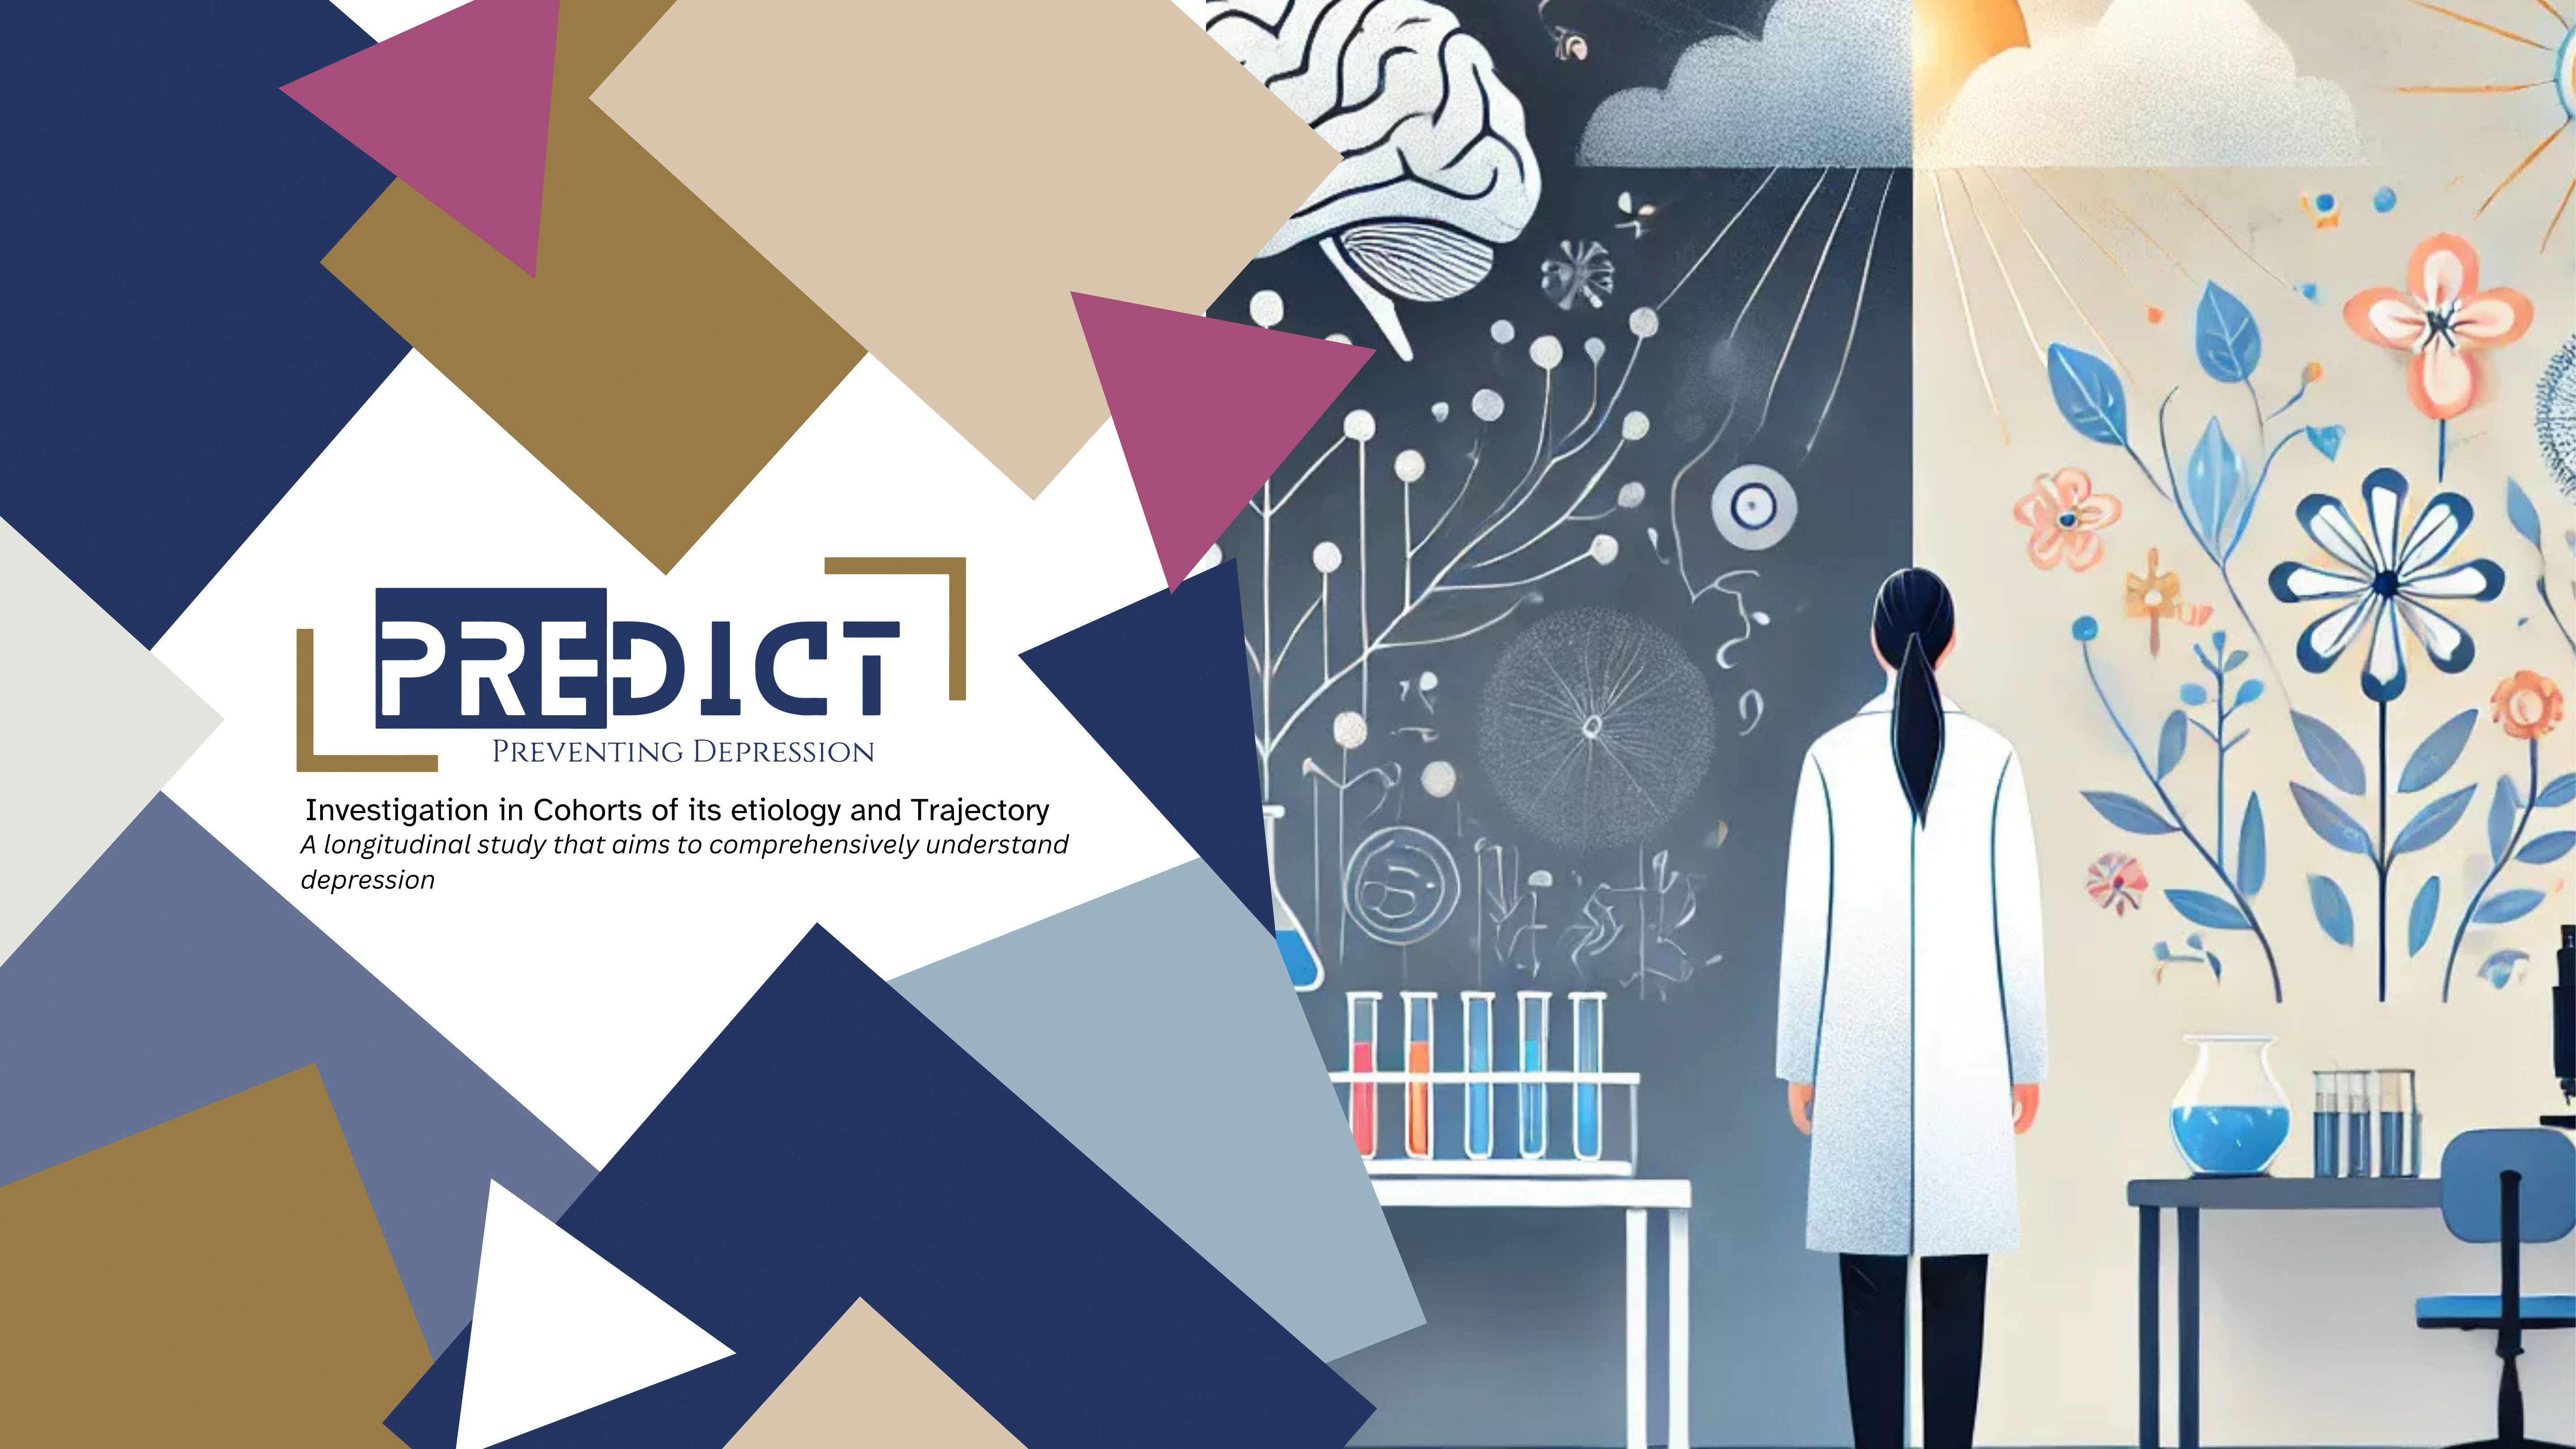 PREDICT
Preventing Depression
Investigation in Cohorts of its etiology and Trajectory
A longitudinal study that aims to comprehensively understand
depression